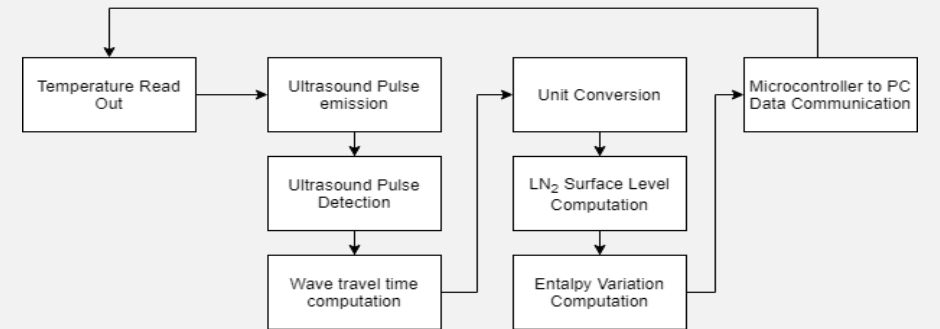 Temperature Read
Out
Ultrasound Pulse
emission
Ultrasound Pulse
Detection
Wave travel time
computation
Unit Conversion
LN₂ Surface Level
Computation
Entalpy Variation
Computation
Microcontroller to PC
Data Communication